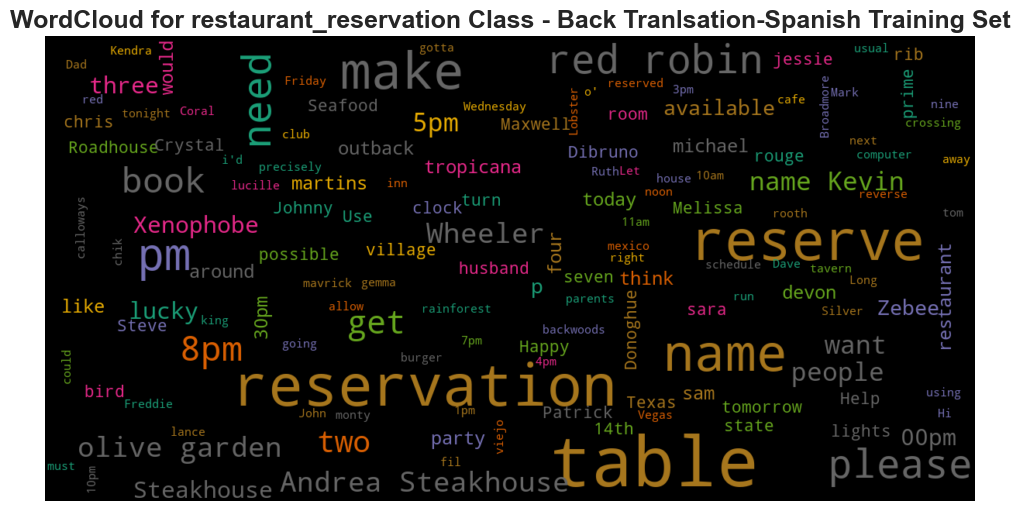 WordCloud for restaurant_reservation Class - Back Tranlsation-Spanish Training Set
Kendra
gotta
usual
Dad
would
need
make
red robin
jessie
rib
three
Friday
reserved
3pm
Broadmore
Mark
prime
red
tonight
Coral
Seafood
Wednesday
o'
Lobster
room
available
cafe
nine
chris
club
5pm
Maxwell
crossing
Roadhouse
Crystal
i'd
precisely
outback
Dibruno
michael
rouge
next
computer
away
tropicana
Ruth
Let
house
10am
name Kevin
book
lucille
martins
inn
turn
noon
reverse
calloways
Johnny
Use
clock
today
Melissa
rooth
tom
Xenophobe
11am
Wheeler
four
mexico
right
reserve
chik
pm
possible
village
husband
think
schedule
Dave
tavern
restaurant
around
seven
run
Long
mavrick
gemma
p
parents
devon
like
lucky
30pm
allow
rainforest
Donoghue
sara
Silver
Zebee
Steve
king
get
backwoods
could
8pm
going
7pm
Happy
name
want
burger
4pm
people
bird
reservation
using
Freddie
Texas
sam
Help
Hi
John
monty
1pm
Patrick
Vegas
tomorrow
lance
viejo
14th
state
lights
00pm
olive garden
two
party
table
must
10pm
fil
please
Steakhouse
Andrea Steakhouse